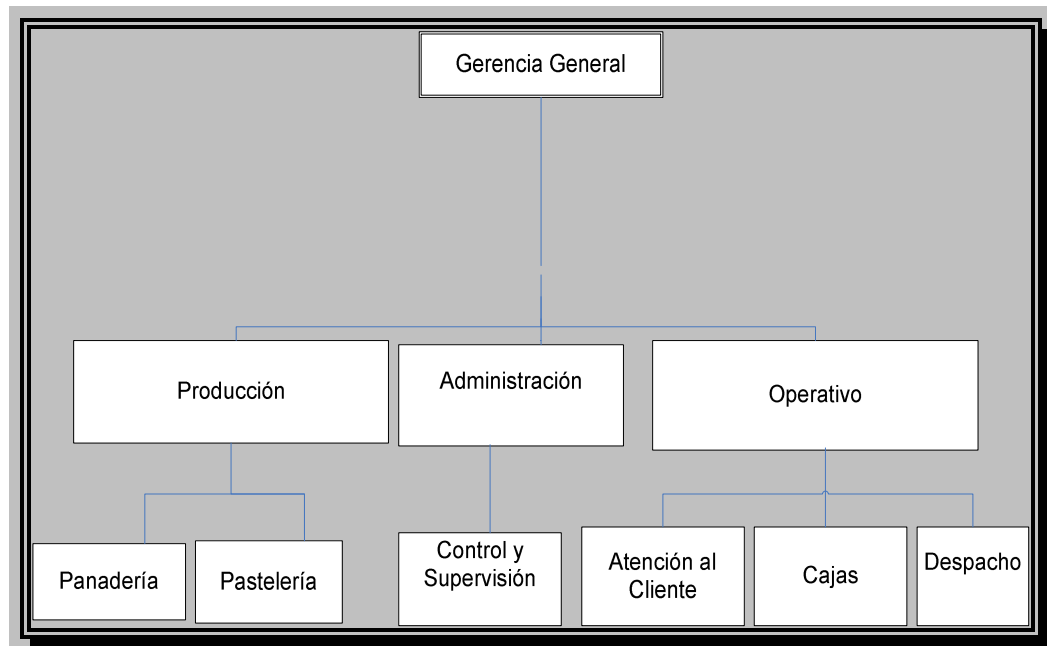 Gerencia General
Producción
Administración
Operativo
Panadería
Pastelería
Control y
Supervisión
Atención al
Cliente
Cajas
Despacho